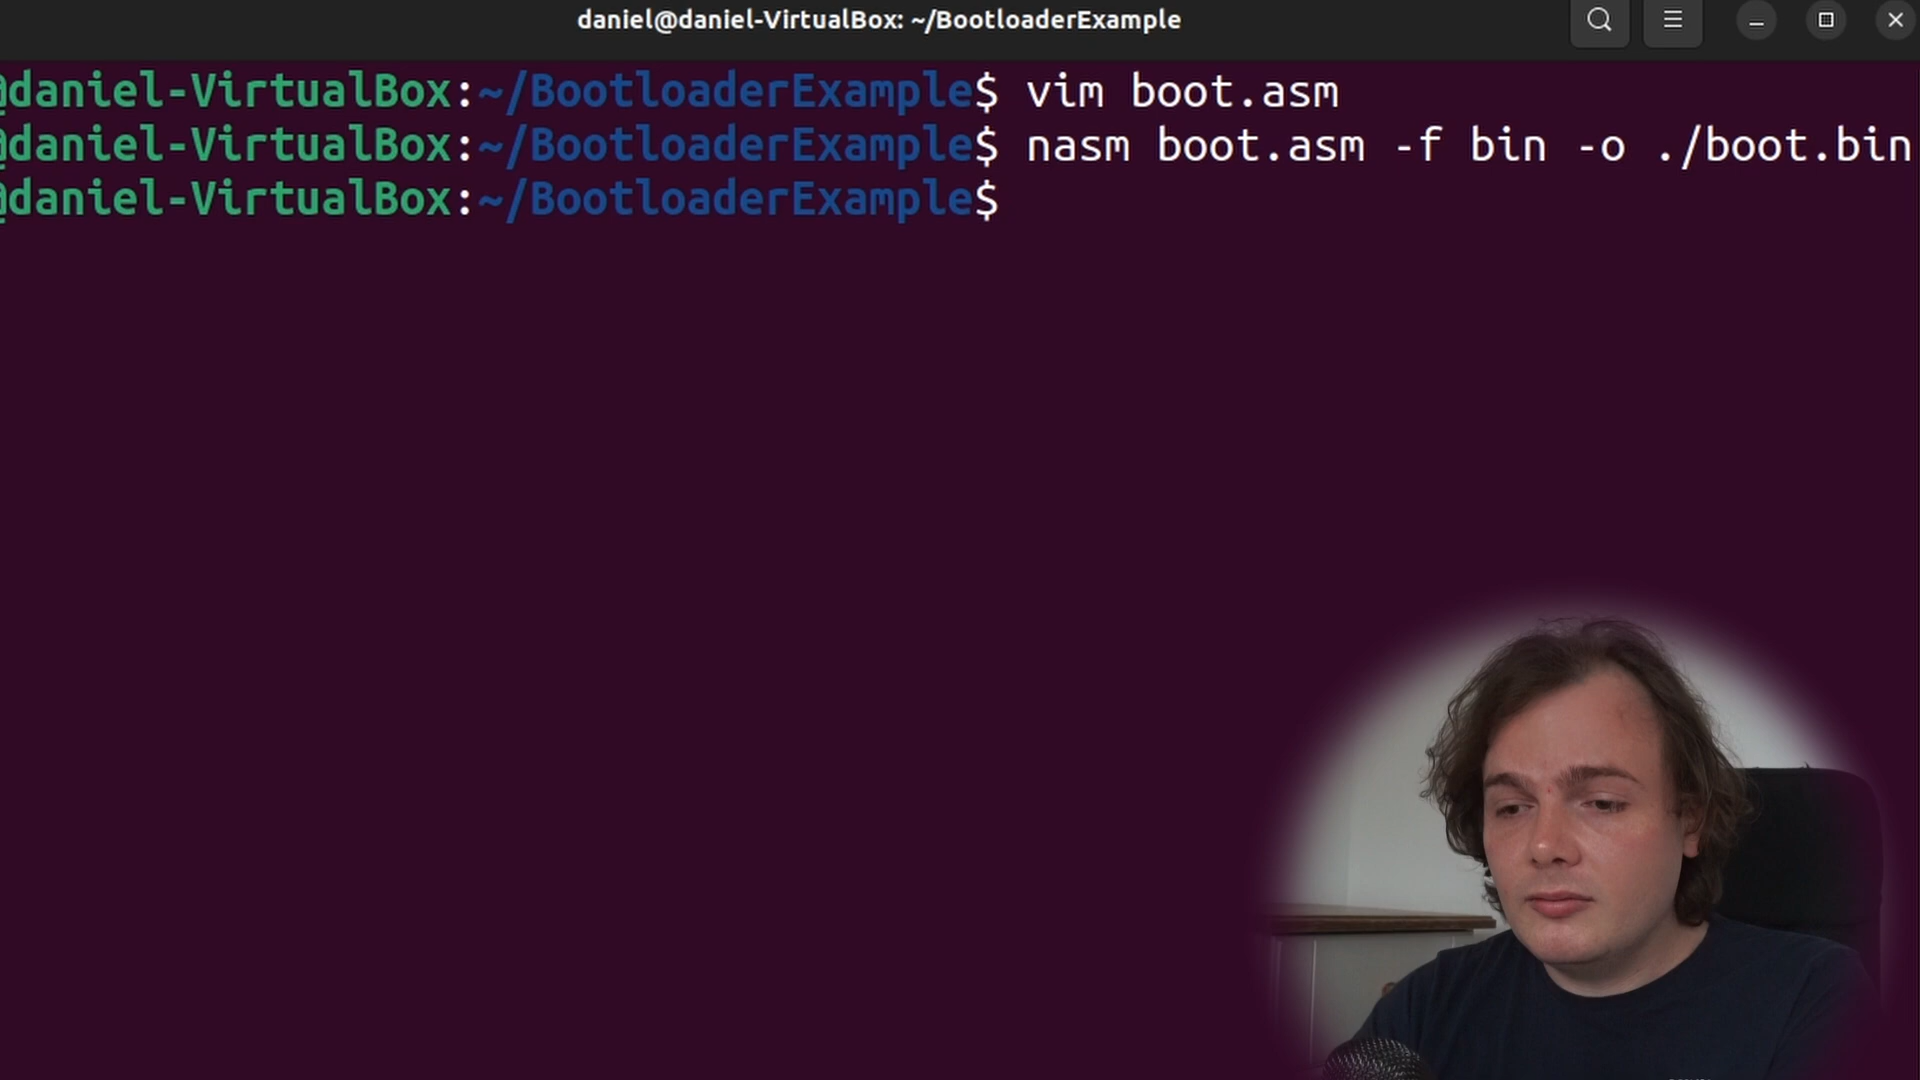 daniel@daniel-VirtualBox: ~/BootloaderExample
@daniel-VirtualBox:~/BootloaderExample$ vim boot.asm
@daniel-VirtualBox:~/BootloaderExample$ nasm boot.asm -f bin -o ./boot.bin
@daniel-VirtualBox:~/BootloaderExample$